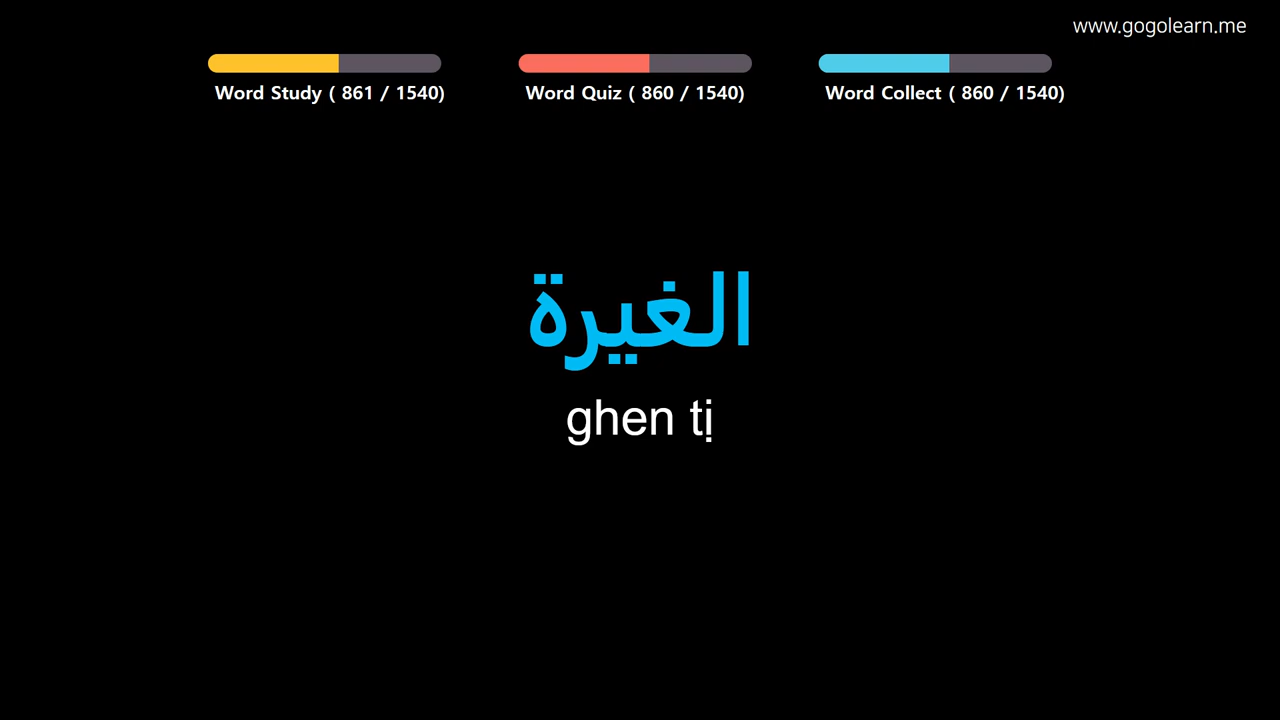 www.gogolearn.me
Word Study ( 861 / 1540)
Word Quiz ( 860 / 1540)
Word Collect ( 860 / 1540)
الغيرة
ghen tị